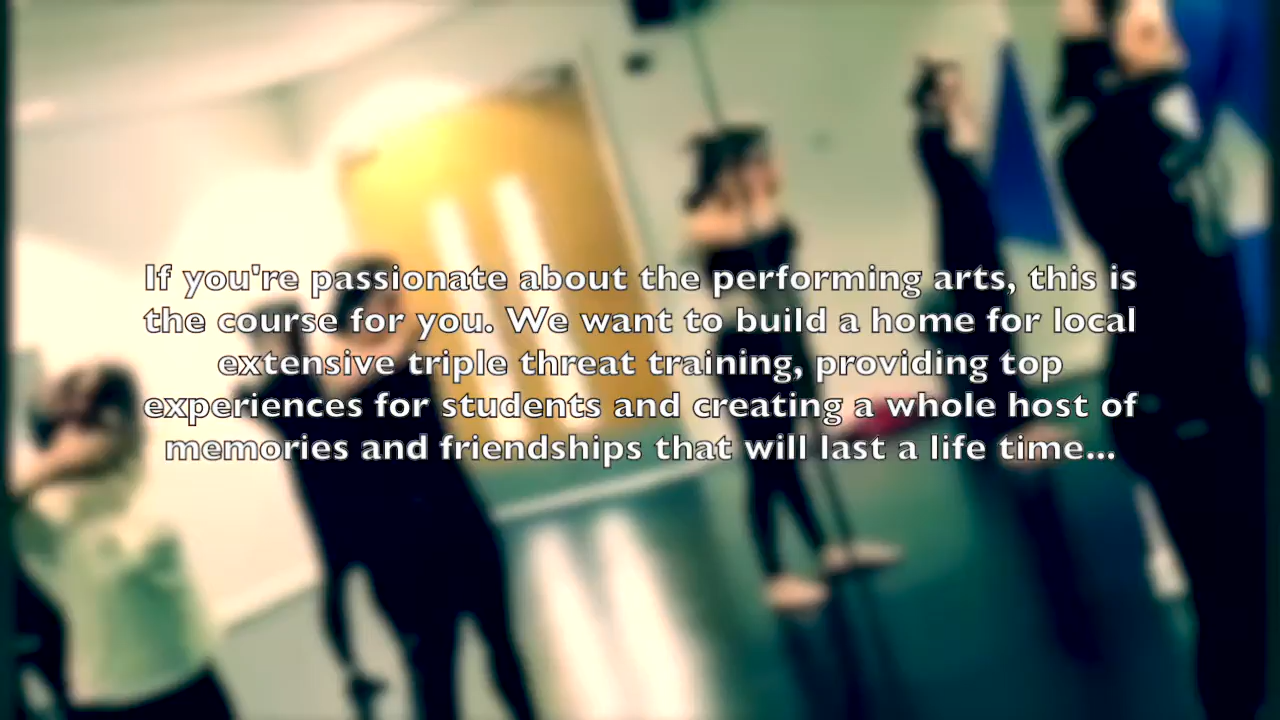 If you're passionate about the performing arts, this is
the course for you. We want to build a home for local
extensive triple threat training, providing top
experiences for students and creating a whole host of
memories and friendships that will last a life time...